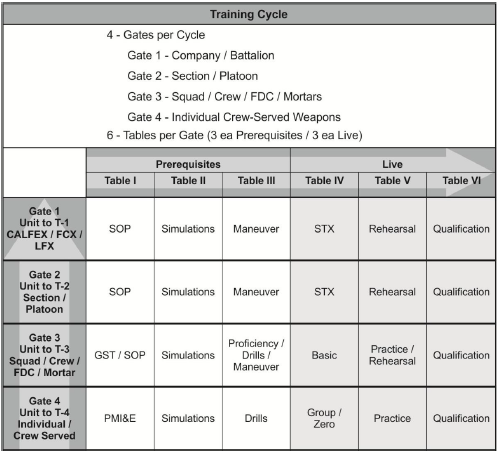 Training Cycle
4 - Gates per Cycle
Gate 1 - Company / Battalion
Gate 2 - Section / Platoon
Gate 3 - Squad / Crew / FDC / Mortars
Gate 4 - Individual Crew-Served Weapons
6 - Tables per Gate (3 ea Prerequisites / 3 ea Live)
Prerequisites Live
Table I Table II Table III Table IV Table V Table VI
Gate 1
Unit to T-1
CALFEX / FCX /
LFX
SOP Simulations Maneuver STX Rehearsal Qualification
Gate 2
Unit to T-2
Section /
Platoon
SOP Simulations Maneuver STX Rehearsal Qualification
Gate 3
Unit to T-3
Squad / Crew /
FDC / Mortar
GST / SOP Simulations
Proficiency /
Drills /
Maneuver
Basic
Practice /
Rehearsal
Qualification
Gate 4
Unit to T-4
Individual /
Crew Served
PMI&E Simulations Drills
Group /
Zero
Practice Qualification